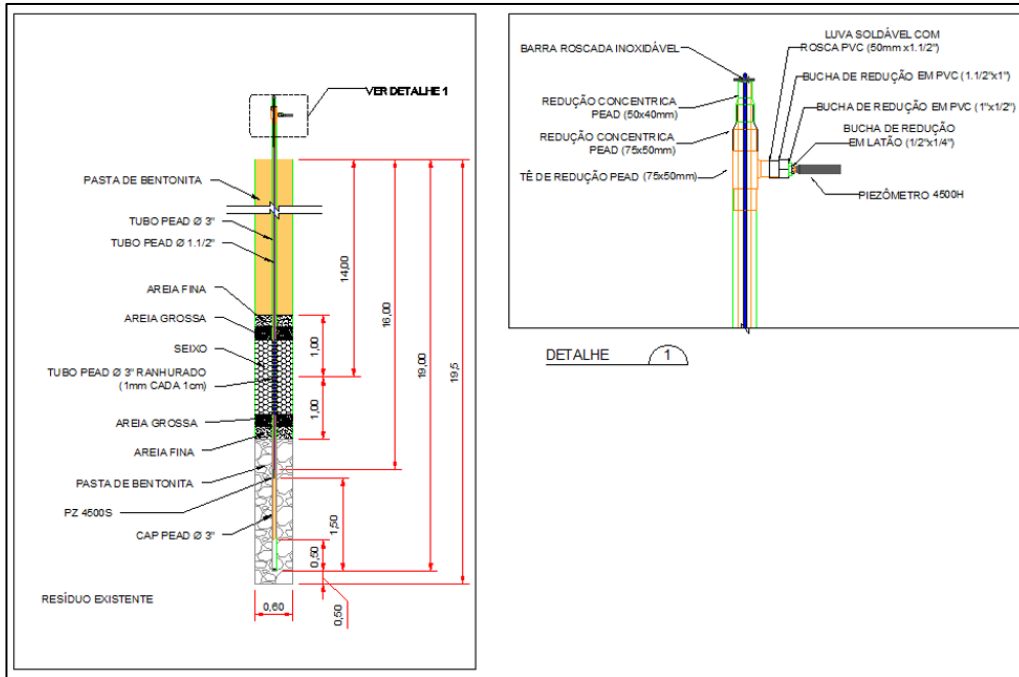 VER DETALHE 1
PASTA DE BENTONITA
TUBO PEAD Ø 3"
TUBO PEAD Ø 1.1/2"
AREIA FINA
AREIA GROSSA
SEIXO
TUBO PEAD Ø 3" RANHURADO
(1mm CADA 1cm)
AREIA GROSSA
AREIA FINA
PASTA DE BENTONITA
PZ 4500S
CAP PEAD Ø 3"
RESÍDUO EXISTENTE
14,00
16,00
19,00
19,5
1,00
1,00
1,50
0,50
0,60
0,50
BARRA ROSCADA INOXIDÁVEL
REDUÇÃO CONCENTRICA
PEAD (50x40mm)
REDUÇÃO CONCENTRICA
PEAD (75x50mm)
TÊ DE REDUÇÃO PEAD (75x50mm)
LUVA SOLDÁVEL COM
ROSCA PVC (50mm x1.1/2")
BUCHA DE REDUÇÃO EM PVC (1.1/2"x1")
BUCHA DE REDUÇÃO EM PVC (1"x1/2")
BUCHA DE REDUÇÃO
EM LATÃO (1/2"x1/4")
PIEZÔMETRO 4500H
DETALHE 1